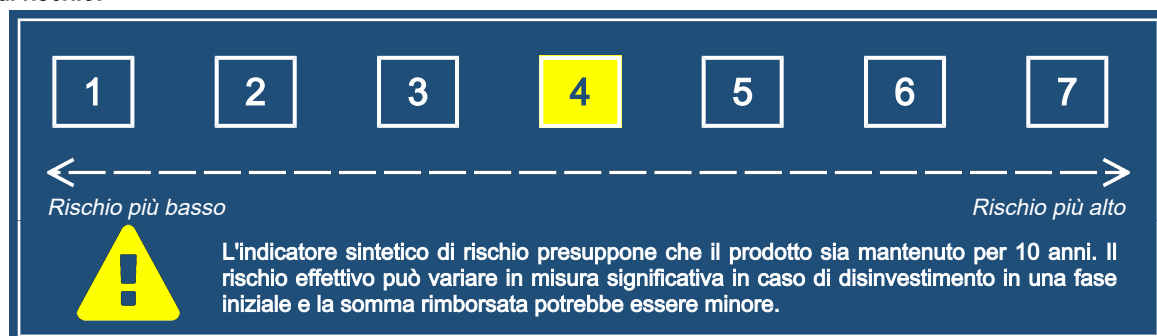 1 2 3 4 5 6 7
Rischio più basso Rischio più alto
L'indicatore sintetico di rischio presuppone che il prodotto sia mantenuto per 10 anni. Il
rischio effettivo può variare in misura significativa in caso di disinvestimento in una fase
iniziale e la somma rimborsata potrebbe essere minore.